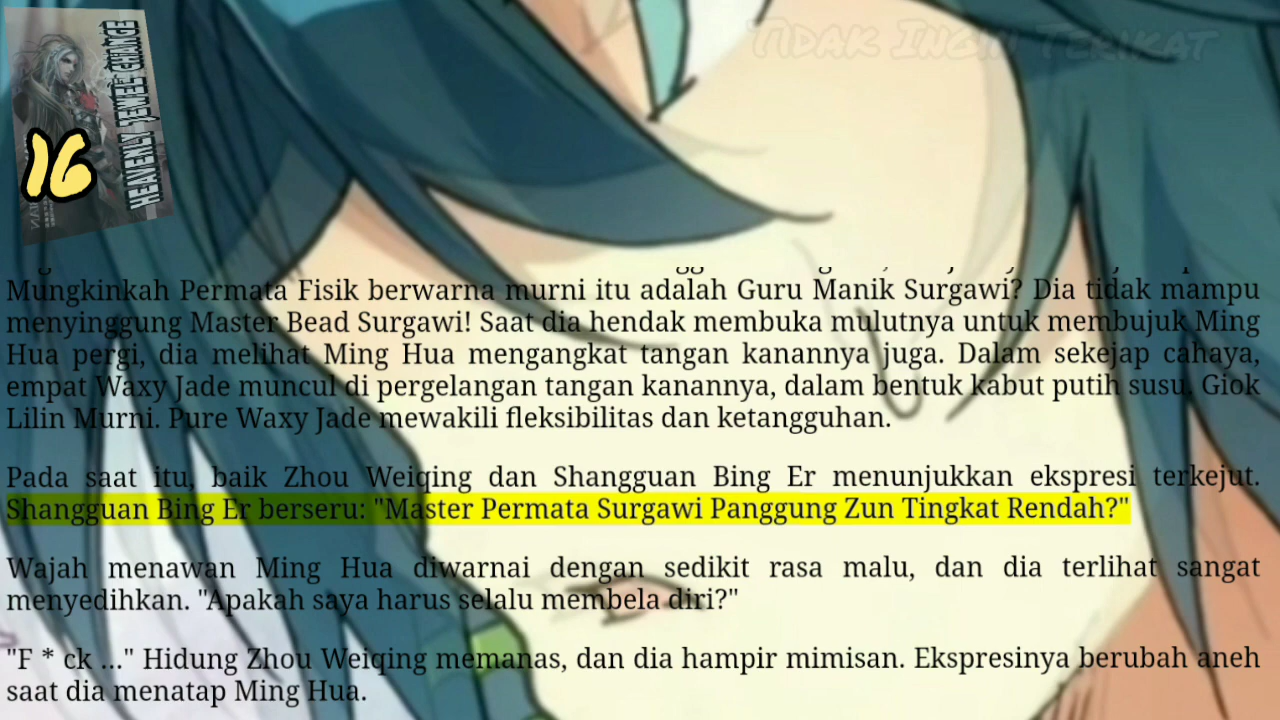 Tidak Ingin Terikat
HEAVENLY JEWEL CHANGE
16
Mungkinkah Permata Fisik berwarna murni itu adalah Guru Manik Surgawi? Dia tidak mampu
menyinggung Master Bead Surgawi! Saat dia hendak membuka mulutnya untuk membujuk Ming
Hua pergi, dia melihat Ming Hua mengangkat tangan kanannya juga. Dalam sekejap cahaya,
empat Waxy Jade muncul di pergelangan tangan kanannya, dalam bentuk kabut putih susu. Giok
Lilin Murni. Pure Waxy Jade mewakili fleksibilitas dan ketangguhan.
Pada saat itu, baik Zhou Weiqing dan Shangguan Bing Er menunjukkan ekspresi terkejut.
Shangguan Bing Er berseru: "Master Permata Surgawi Panggung Zun Tingkat Rendah?"
Wajah menawan Ming Hua diwarnai dengan sedikit rasa malu, dan dia terlihat sangat
menyedihkan. "Apakah saya harus selalu membela diri?"
"F * ck ..." Hidung Zhou Weiqing memanas, dan dia hampir mimisan. Ekspresinya berubah aneh
saat dia menatap Ming Hua.